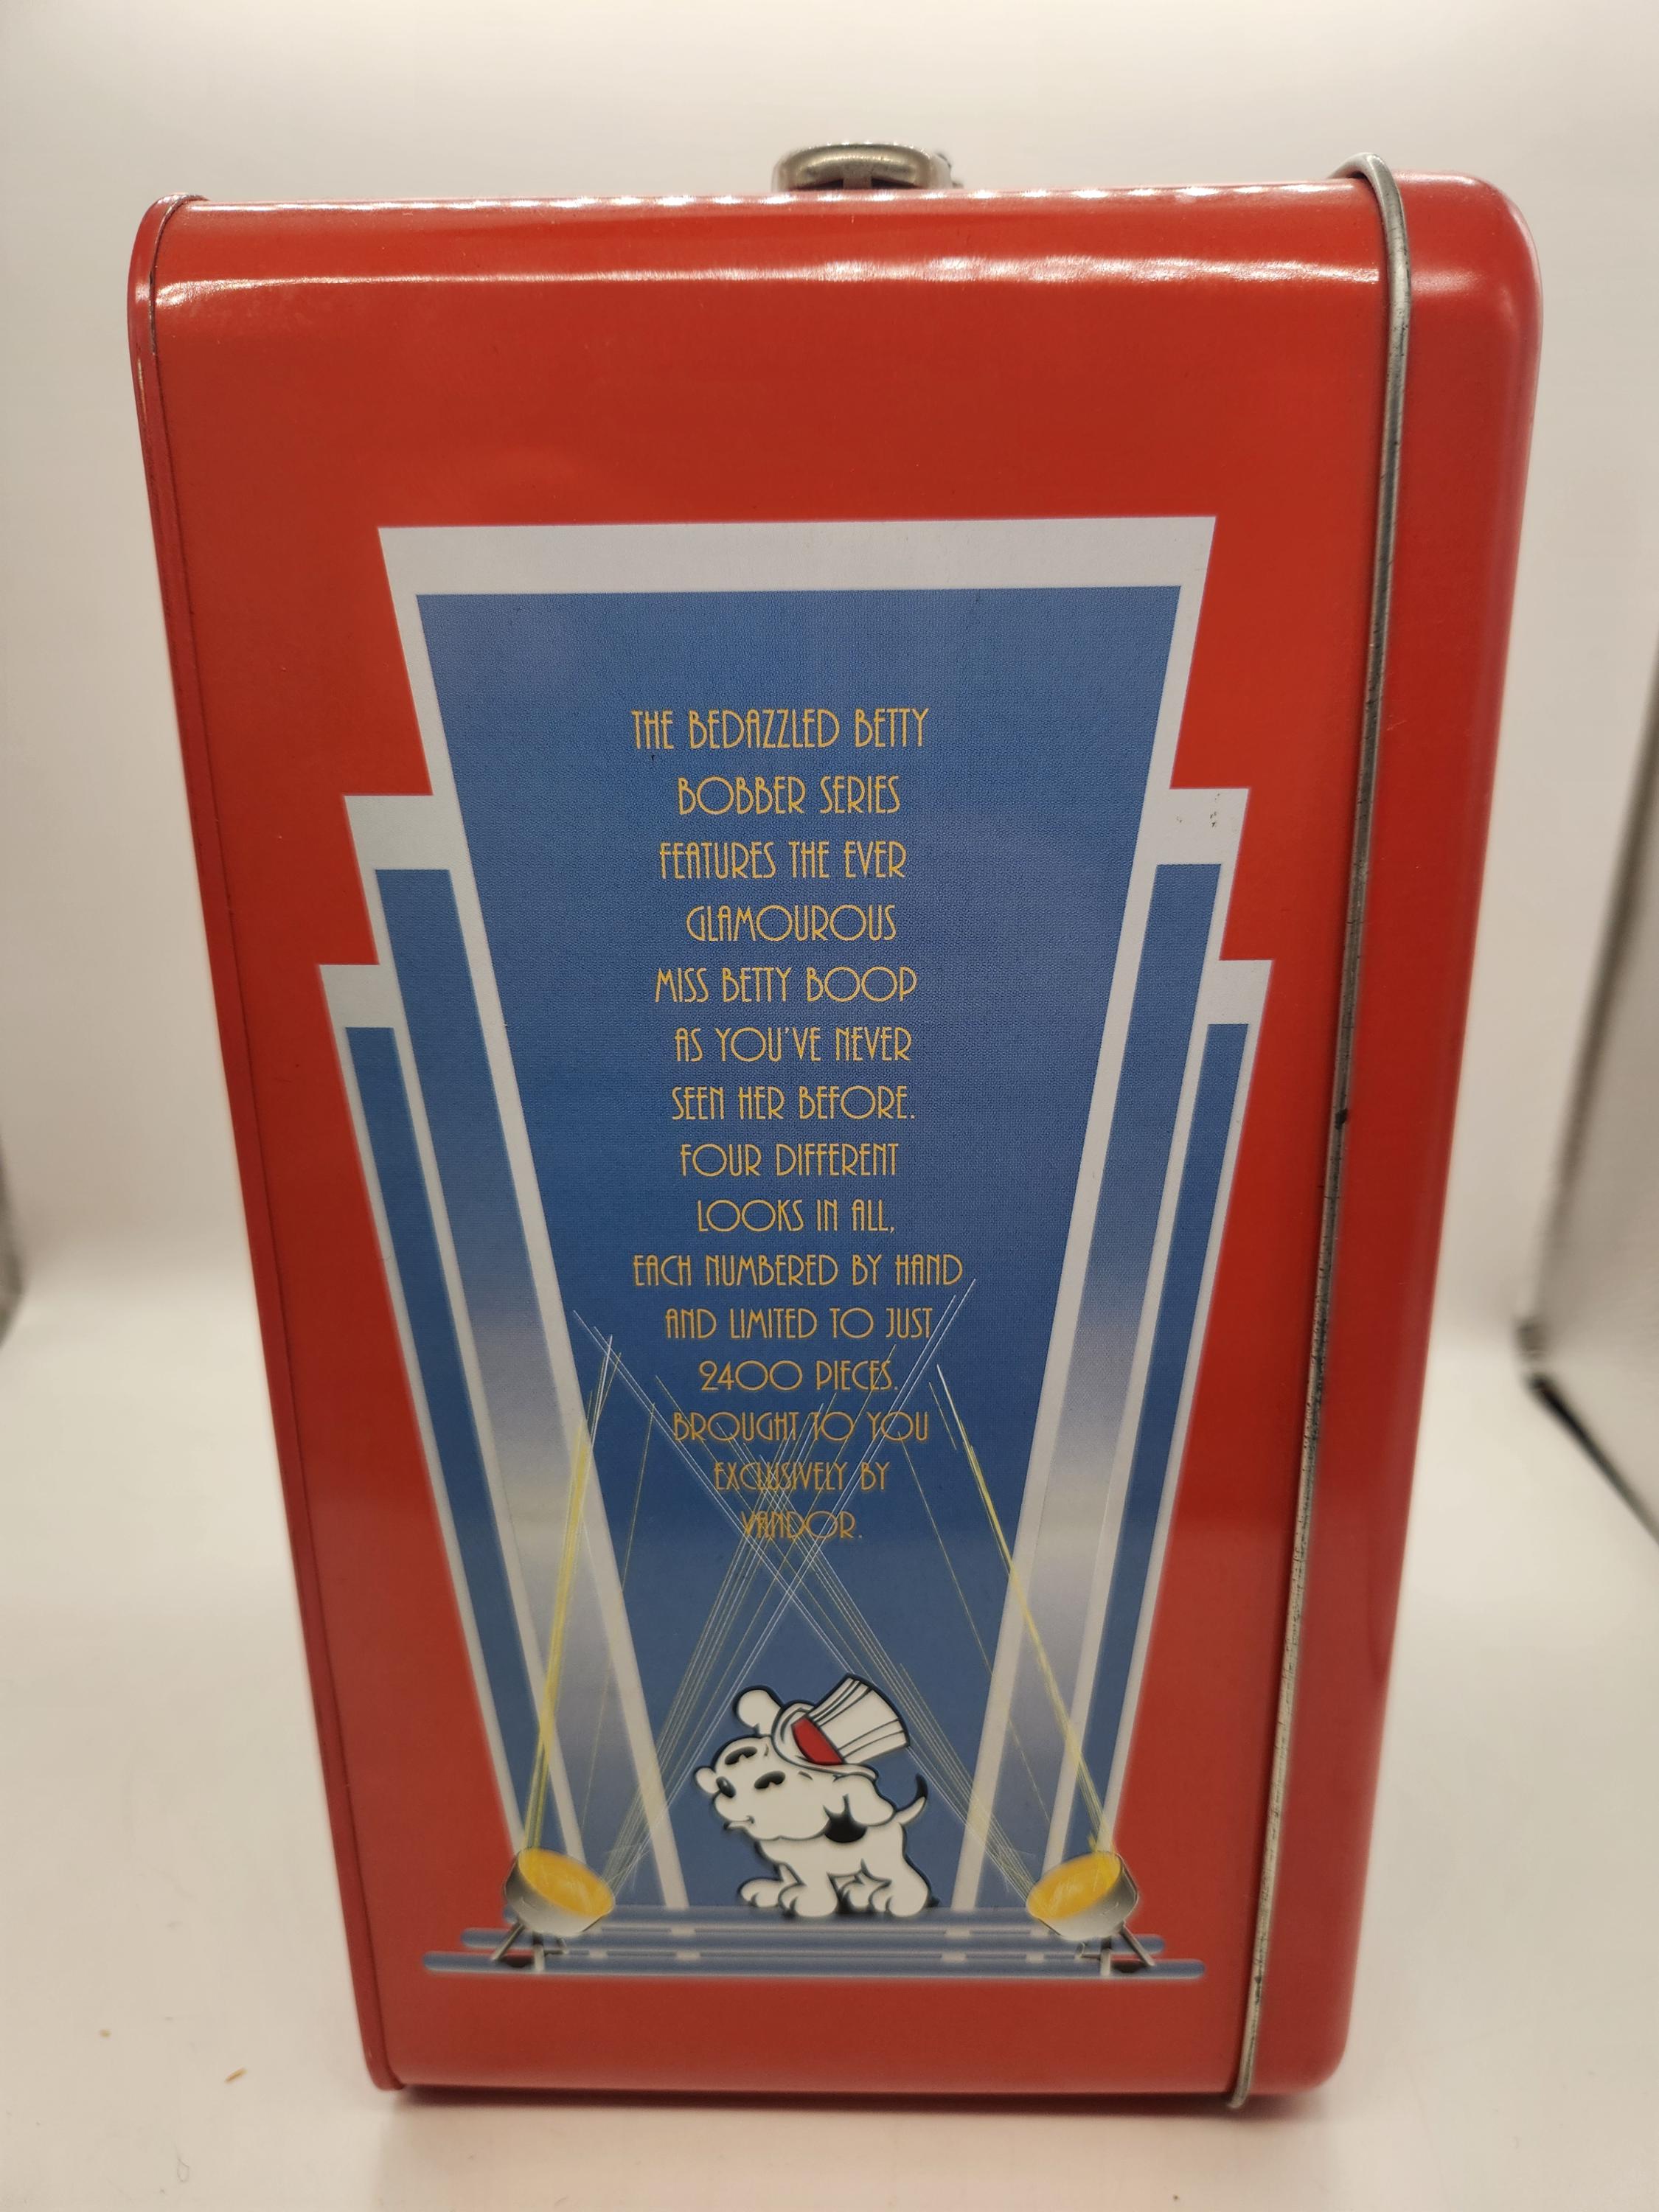 THE BEDAZZLED BETTY
BOBBER SERIES
FEATURES THE EVER
GLAMOUROUS
MISS BETTY BOOP
AS YOU'VE NEVER
SEEN HER BEFORE.
FOUR DIFFERENT
LOOKS IN ALL,
EACH NUMBERED BY HAND
AND LIMITED TO JUST
2400 PIECES.
BROUGHT TO YOU
EXCLUSIVELY BY
VANDOR.